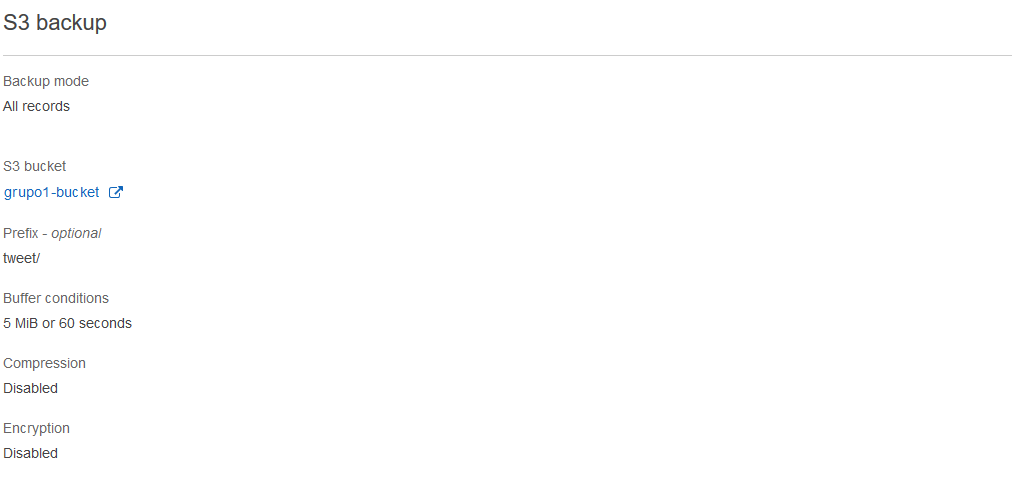 S3 backup
Backup mode
All records
S3 bucket
grupo1-bucket
Prefix - optional
tweet/
Buffer conditions
5 MiB or 60 seconds
Compression
Disabled
Encryption
Disabled